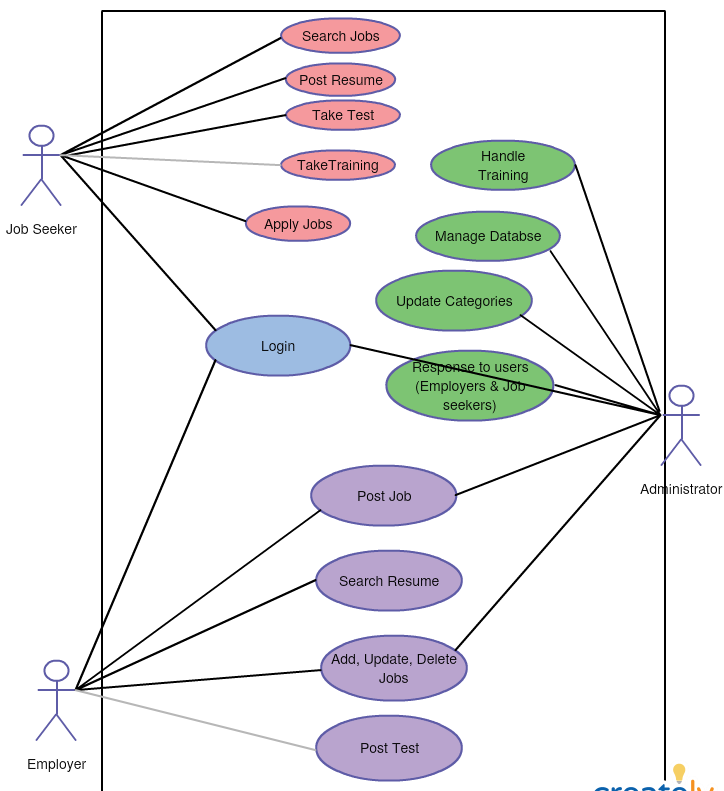 Search Jobs
Post Resume
Take Test
TakeTraining
Handle
Training
Job Seeker
Apply Jobs
Manage Databse
Update Categories
Login
Response to users
(Employers & Job
seekers)
Administrator
Post Job
Search Resume
Add, Update, Delete
Jobs
Post Test
Employer
creately